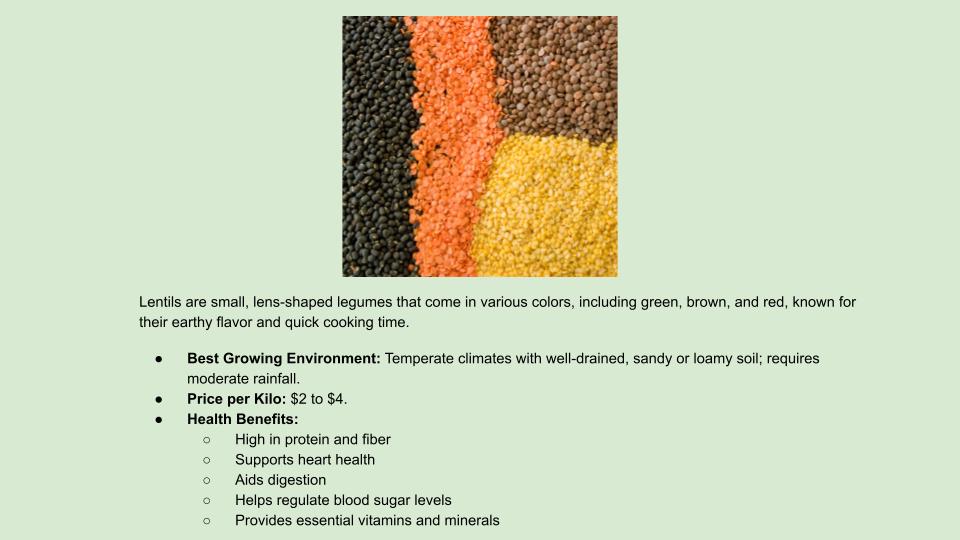 Lentils are small, lens-shaped legumes that come in various colors, including green, brown, and red, known for
their earthy flavor and quick cooking time.
● Best Growing Environment: Temperate climates with well-drained, sandy or loamy soil; requires
moderate rainfall.
● Price per Kilo: $2 to $4.
● Health Benefits:
○ High in protein and fiber
○ Supports heart health
○ Aids digestion
○ Helps regulate blood sugar levels
○ Provides essential vitamins and minerals